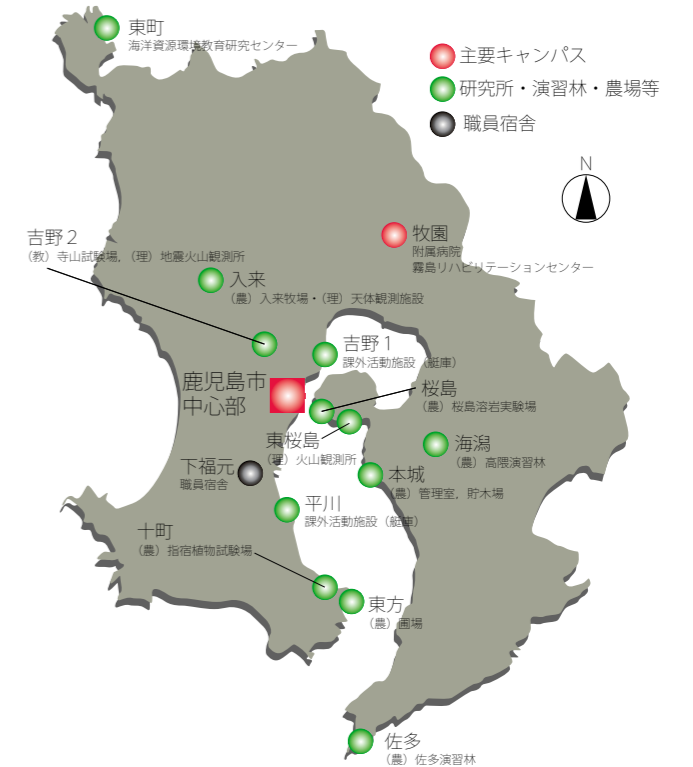 東町
海洋資源環境教育研究センター
主要キャンパス
研究所・演習林・農場等
職員宿舎
N
牧園
附属病院
霧島リハビリテーションセンター
吉野２
（教）寺山試験場，（理）地震火山観測所
入来
（農）入来牧場・（理）天体観測施設
吉野１
課外活動施設（艇庫）
鹿児島市
中心部
桜島
（農）桜島溶岩実験場
東桜島
（理）火山観測所
海潟
（農）高隈演習林
下福元
職員宿舎
本城
（農）管理室，貯木場
平川
課外活動施設（艇庫）
十町
（農）指宿植物試験場
東方
（農）圃場
佐多
（農）佐多演習林